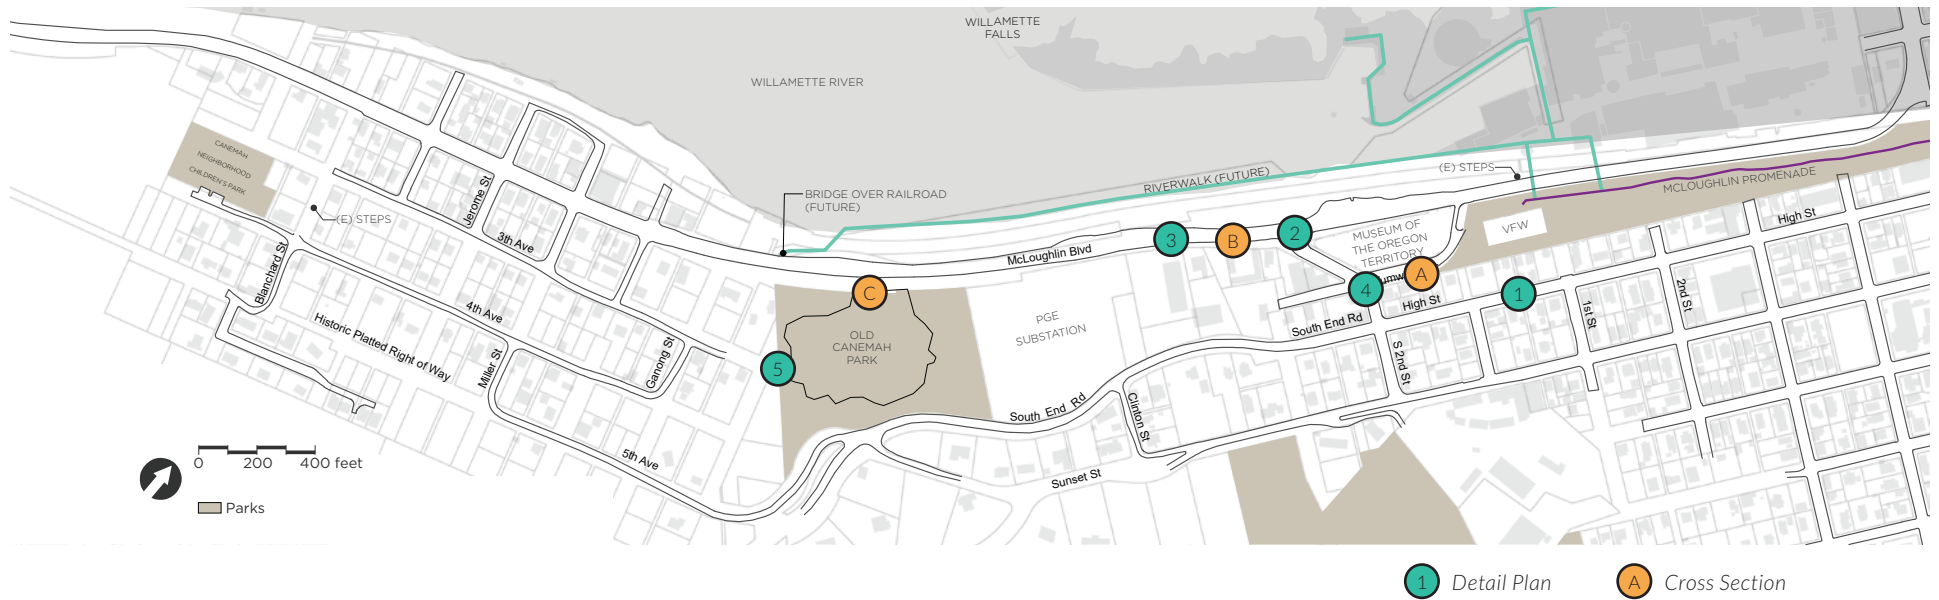 WILLAMETTE
FALLS
WILLAMETTE RIVER
CANEMAH
NEIGHBORHOOD
CHILDREN'S PARK
(E) STEPS
Jerome St
3th Ave
BRIDGE OVER RAILROAD
(FUTURE)
RIVERWALK (FUTURE)
(E) STEPS
MCLOUGHLIN PROMENADE
High St
VFW
MUSEUM OF
THE OREGON
TERRITORY
McLoughlin Blvd
3
B
2
A
4
1
C
5
Blanchard St
4th Ave
Historic Platted Right of Way
Miller St
Ganong St
OLD
CANEMAH
PARK
PGE
SUBSTATION
South End Rd
High St
1st St
2nd St
S 2nd St
South End Rd
Clinton St
Sunset St
5th Ave
0 200 400 feet
Parks
1 Detail Plan
A Cross Section